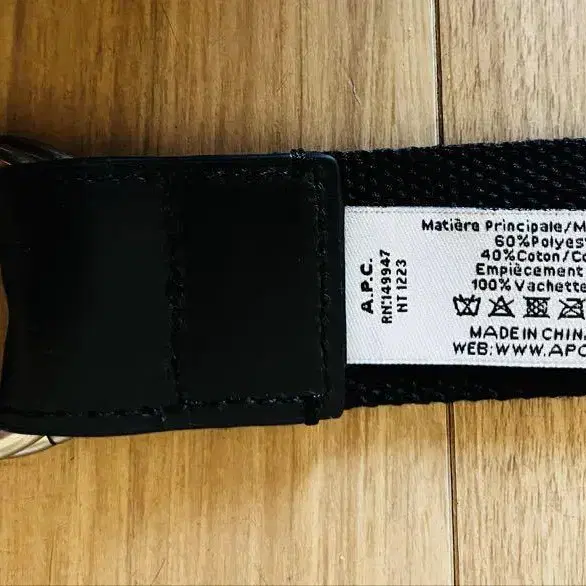 A.P.C.
RN:149947
NT 1223
Matière Principale/M
60%Polyes
40%Coton/Co
Empiècement
100%Vachette
MADE IN CHINA
WEB:WWW.APC